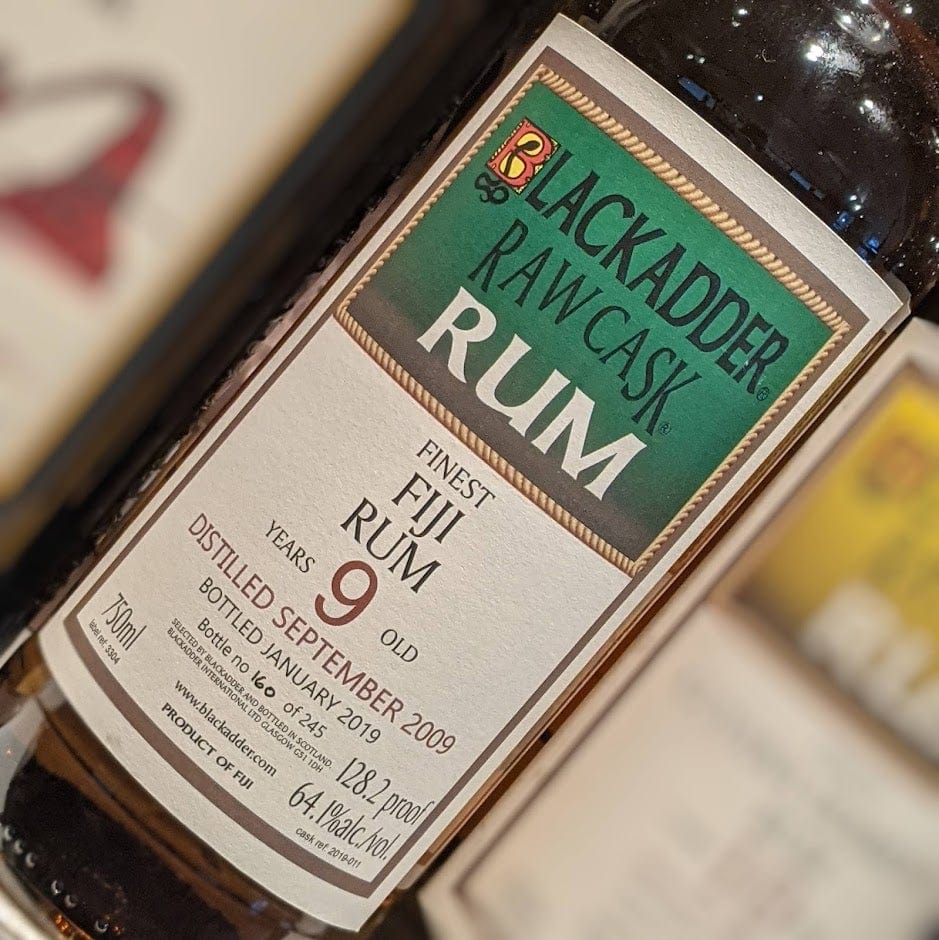 BLACKADDER®
RAW CASK®
RUM
FINEST
FIJI
RUM
YEARS 9 OLD
DISTILLED SEPTEMBER 2009
BOTTLED JANUARY 2019
Bottle no 160 of 245
SELECTED BY BLACKADDER AND BOTTLED IN SCOTLAND.
BLACKADDER INTERNATIONAL LTD GLASGOW G51 1DH
750ml
label ref: 3304
www.blackadder.com
PRODUCT OF FIJI
128.2 proof
64.1%alc./vol.
cask ref: 2019-011